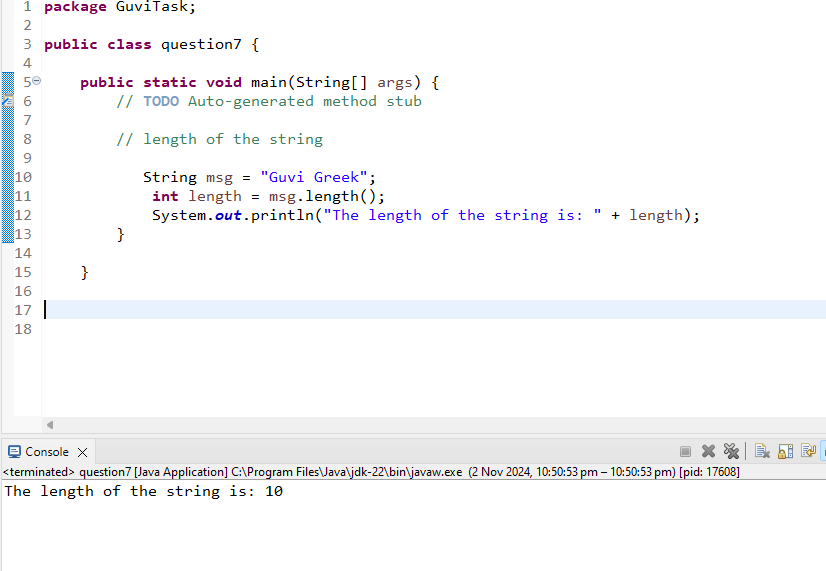 1 package GuviTask;
2
3 public class question7 {
4
5 public static void main(String[] args) {
6 // TODO Auto-generated method stub
7
8 // length of the string
9
10 String msg = "Guvi Greek";
11 int length = msg.length();
12 System.out.println("The length of the string is: " + length);
13 }
14
15 }
16
17
18
Console
<terminated> question7 [Java Application] C:\Program Files\Java\jdk-22\bin\javaw.exe (2 Nov 2024, 10:50:53 pm – 10:50:53 pm) [pid: 17608]
The length of the string is: 10